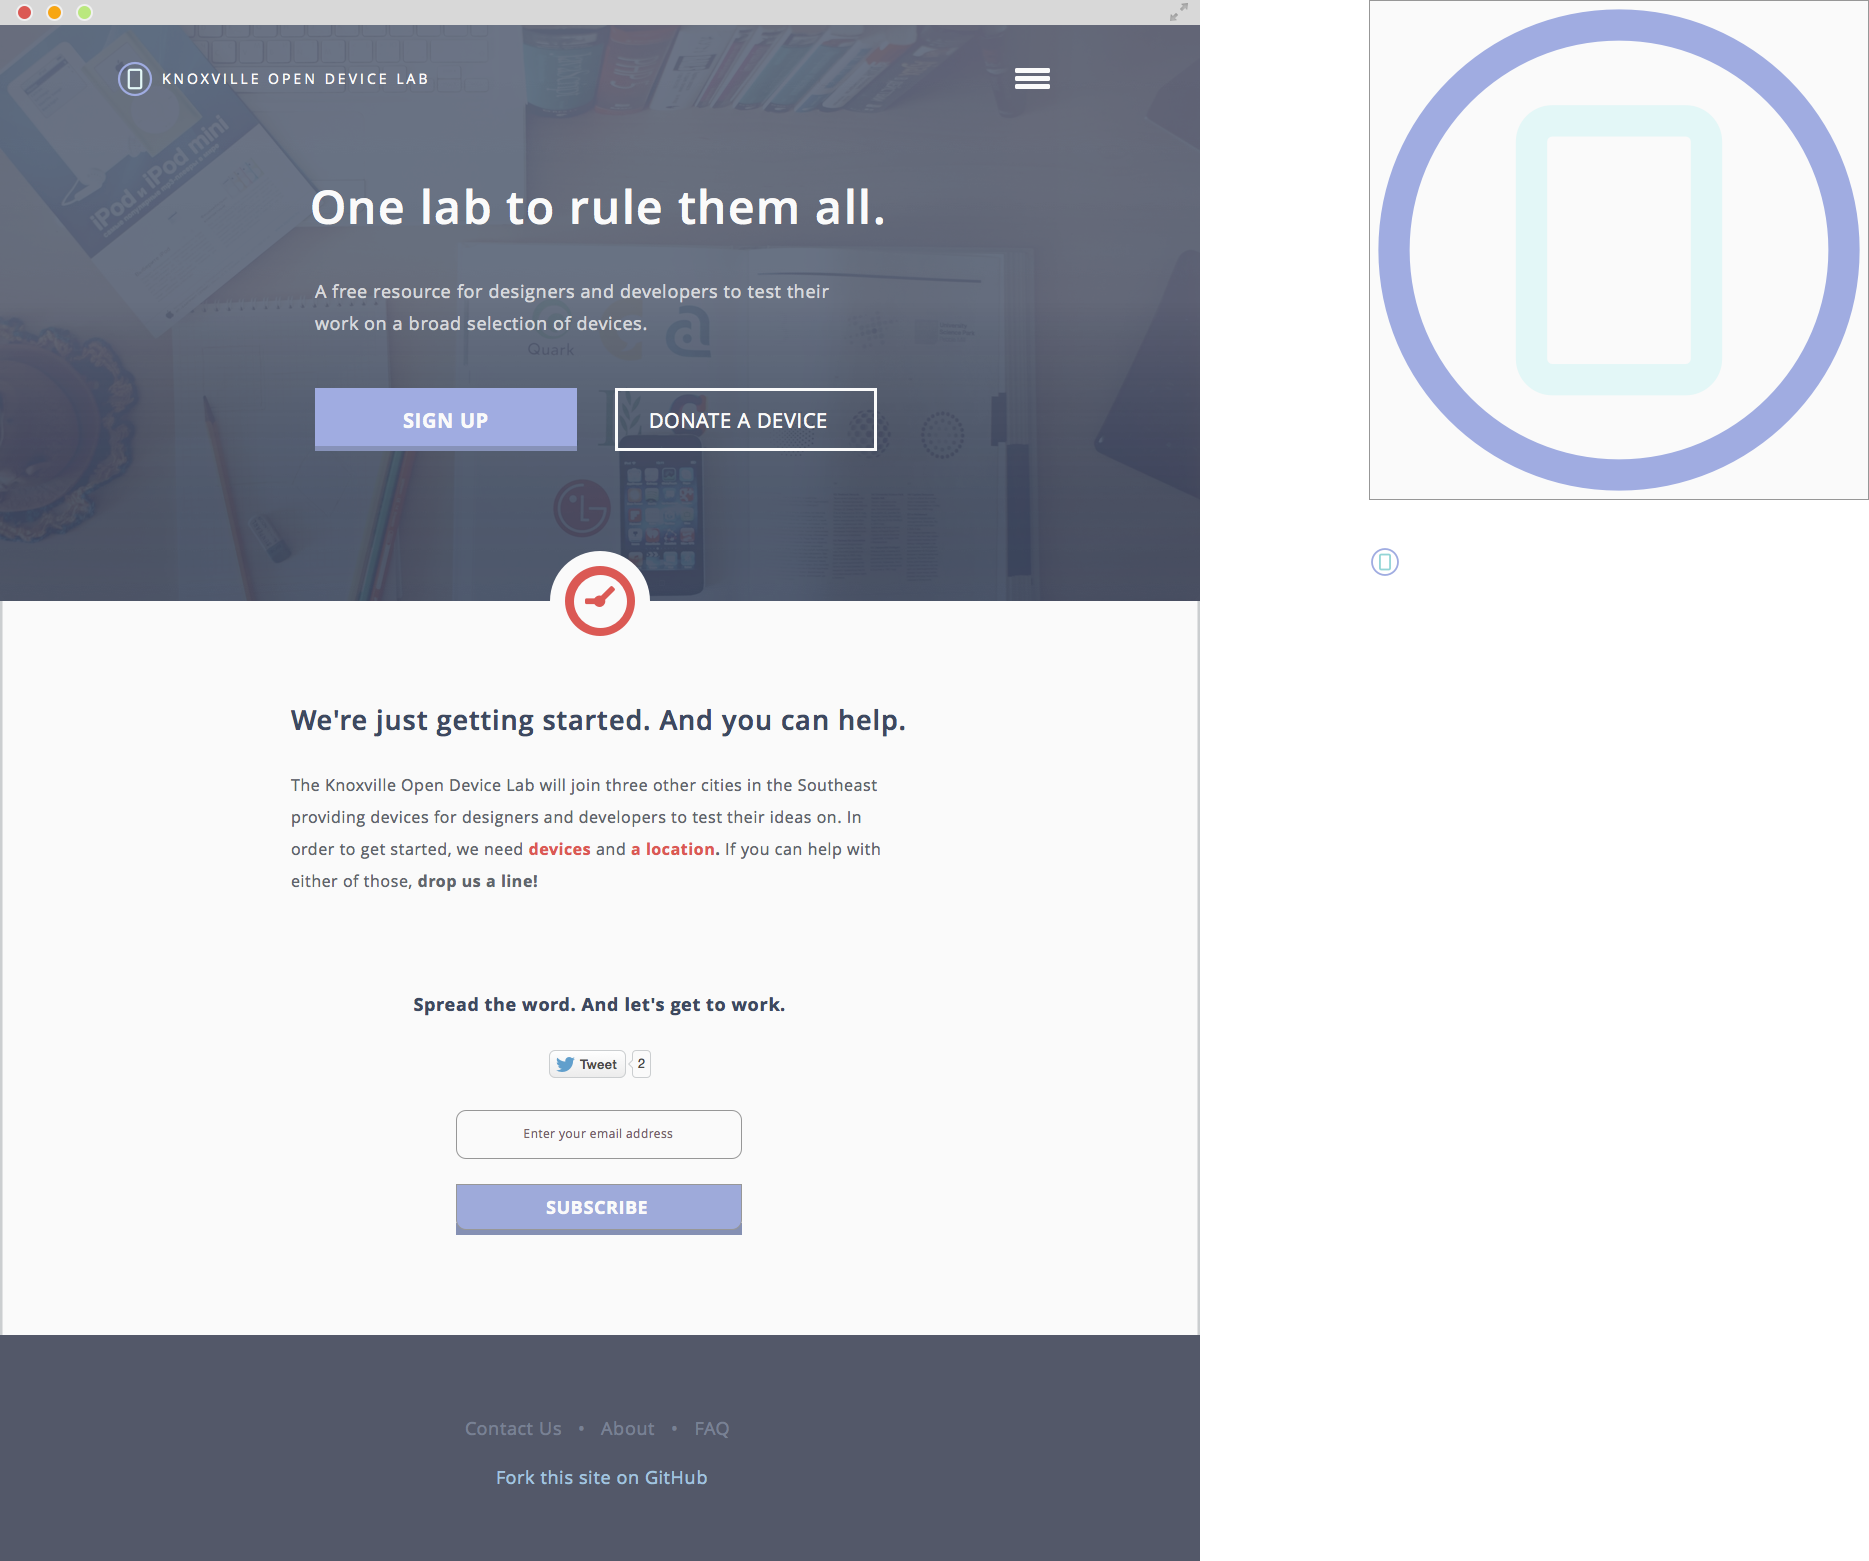 KNOXVILLE OPEN DEVICE LAB
iPod и iPod mini
One lab to rule them all.
A free resource for designers and developers to test their
work on a broad selection of devices.
a
Quark
SIGN UP
DONATE A DEVICE
LG
We're just getting started. And you can help.
The Knoxville Open Device Lab will join three other cities in the Southeast
providing devices for designers and developers to test their ideas on. In
order to get started, we need devices and a location. If you can help with
either of those, drop us a line!
Spread the word. And let's get to work.
Tweet 2
Enter your email address
SUBSCRIBE
Contact Us • About • FAQ
Fork this site on GitHub